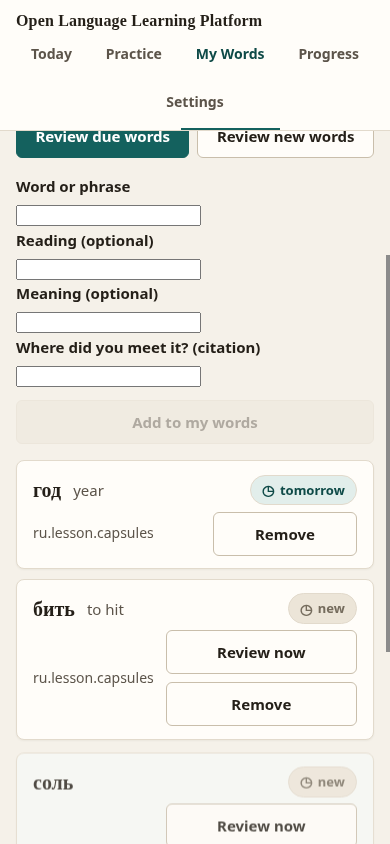 Open Language Learning Platform
Today Practice My Words Progress
Settings
Review due words Review new words
Word or phrase
Reading (optional)
Meaning (optional)
Where did you meet it? (citation)
Add to my words
год year tomorrow
ru.lesson.capsules Remove
бить to hit new
Review now
ru.lesson.capsules
Remove
соль new
Review now